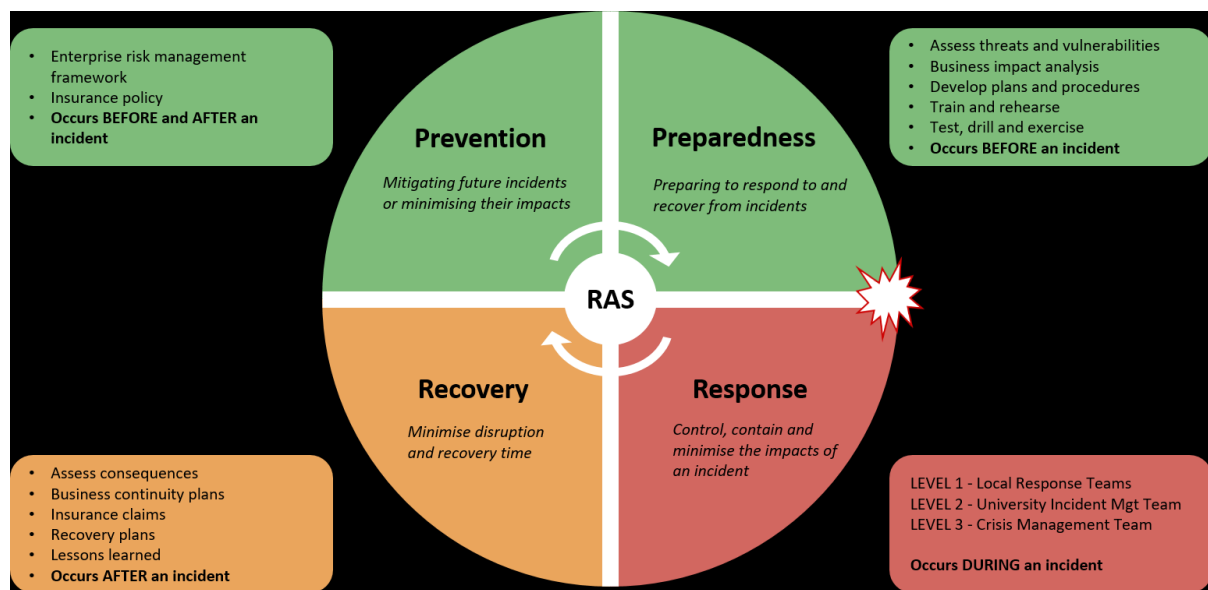 • Enterprise risk management
framework
• Insurance policy
• Occurs BEFORE and AFTER an
incident
Prevention
Mitigating future incidents
or minimising their impacts
Preparedness
Preparing to respond to and
recover from incidents
• Assess threats and vulnerabilities
• Business impact analysis
• Develop plans and procedures
• Train and rehearse
• Test, drill and exercise
• Occurs BEFORE an incident
RAS
Recovery
Minimise disruption
and recovery time
Response
Control, contain and
minimise the impacts of
an incident
• Assess consequences
• Business continuity plans
• Insurance claims
• Recovery plans
• Lessons learned
• Occurs AFTER an incident
LEVEL 1 - Local Response Teams
LEVEL 2 - University Incident Mgt Team
LEVEL 3 - Crisis Management Team
Occurs DURING an incident